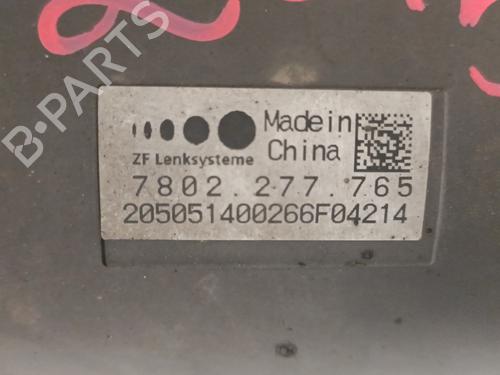 B-PARTS
Made in
China
ZF Lenksysteme
7802.277.765
205051400266F04214